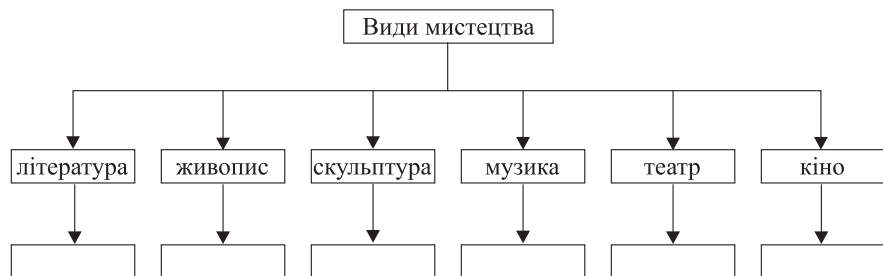 Види мистецтва
література
живопис
скульптура
музика
театр
кіно